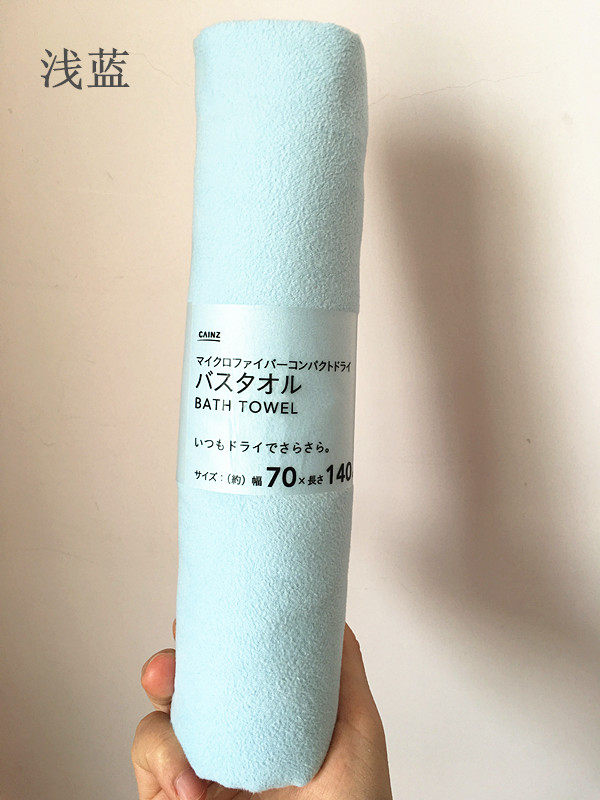 浅蓝
CAINZ
マイクロファイバーコンパクトドライ
バスタオル
BATH TOWEL
いつもドライでさらさら。
サイズ:(約)幅70×長さ140